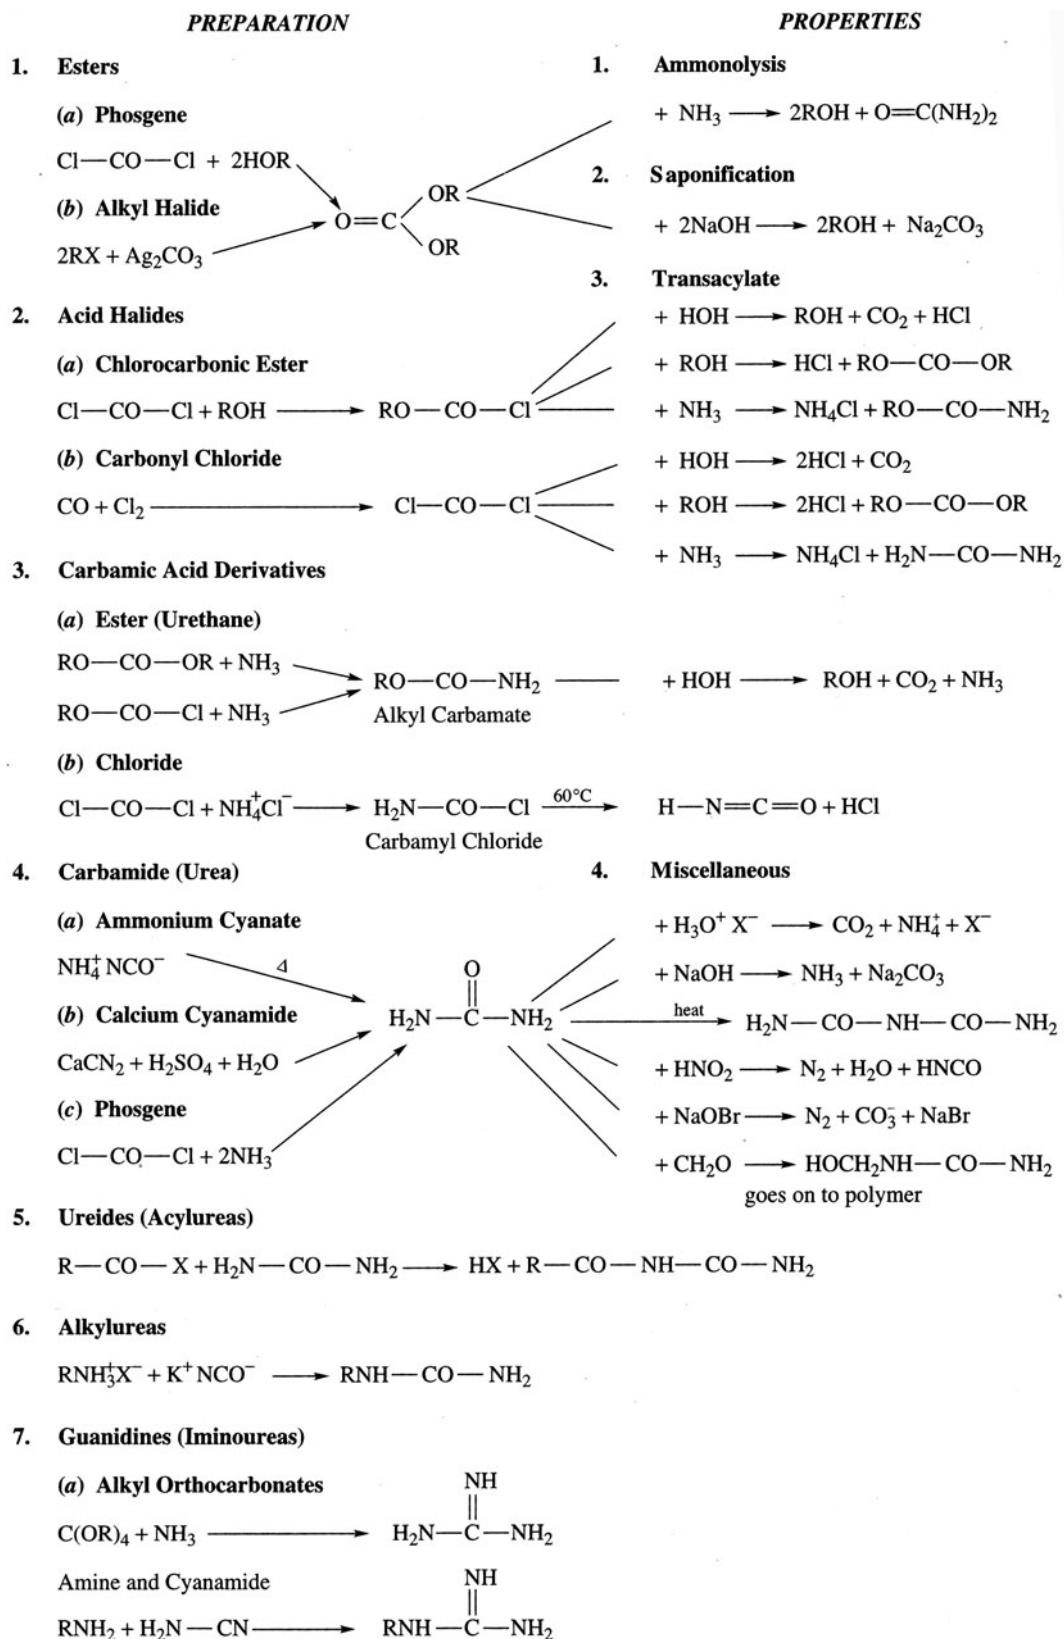 PREPARATION
PROPERTIES
1. Esters
1. Ammonolysis
(a) Phosgene
+ NH₃ ⟶ 2ROH + O=C(NH₂)₂
Cl—CO—Cl + 2HOR
2. Saponification
(b) Alkyl Halide
O=C
OR
OR
+ 2NaOH ⟶ 2ROH + Na₂CO₃
2RX + Ag₂CO₃
3. Transacylate
2. Acid Halides
+ HOH ⟶ ROH + CO₂ + HCl
(a) Chlorocarbonic Ester
+ ROH ⟶ HCl + RO—CO—OR
Cl—CO—Cl + ROH ⟶ RO—CO—Cl
+ NH₃ ⟶ NH₄Cl + RO—CO—NH₂
(b) Carbonyl Chloride
+ HOH ⟶ 2HCl + CO₂
CO + Cl₂ ⟶ Cl—CO—Cl
+ ROH ⟶ 2HCl + RO—CO—OR
+ NH₃ ⟶ NH₄Cl + H₂N—CO—NH₂
3. Carbamic Acid Derivatives
(a) Ester (Urethane)
RO—CO—OR + NH₃
RO—CO—NH₂
+ HOH ⟶ ROH + CO₂ + NH₃
RO—CO—Cl + NH₃
Alkyl Carbamate
(b) Chloride
Cl—CO—Cl + NH₄⁺Cl⁻ ⟶ H₂N—CO—Cl 60°C ⟶ H—N=C=O + HCl
Carbamyl Chloride
4. Carbamide (Urea)
4. Miscellaneous
(a) Ammonium Cyanate
+ H₃O⁺ X⁻ ⟶ CO₂ + NH₄⁺ + X⁻
NH₄⁺ NCO⁻
Δ
O
+ NaOH ⟶ NH₃ + Na₂CO₃
(b) Calcium Cyanamide
H₂N—C—NH₂
heat ⟶ H₂N—CO—NH—CO—NH₂
CaCN₂ + H₂SO₄ + H₂O
+ HNO₂ ⟶ N₂ + H₂O + HNCO
(c) Phosgene
+ NaOBr ⟶ N₂ + CO₃⁻ + NaBr
Cl—CO—Cl + 2NH₃
+ CH₂O ⟶ HOCH₂NH—CO—NH₂
goes on to polymer
5. Ureides (Acylureas)
R—CO—X + H₂N—CO—NH₂ ⟶ HX + R—CO—NH—CO—NH₂
6. Alkylureas
RNH₃⁺X⁻ + K⁺NCO⁻ ⟶ RNH—CO—NH₂
7. Guanidines (Iminoureas)
(a) Alkyl Orthocarbonates
NH
C(OR)₄ + NH₃ ⟶ H₂N—C—NH₂
Amine and Cyanamide
NH
RNH₂ + H₂N—CN ⟶ RNH—C—NH₂